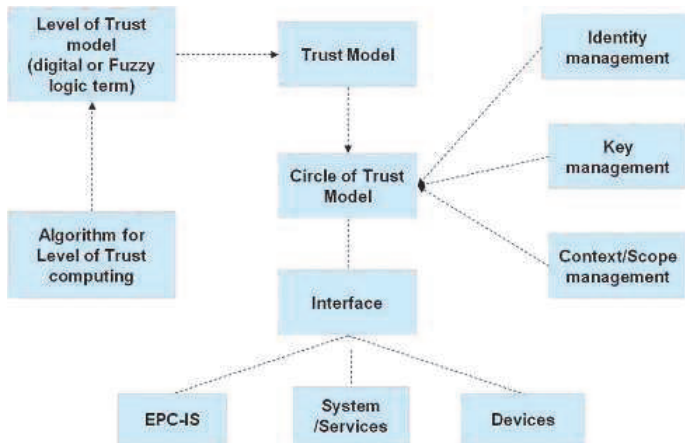 Level of Trust
model
(digital or Fuzzy
logic term)
Trust Model
Identity
management
Key
management
Circle of Trust
Model
Algorithm for
Level of Trust
computing
Context/Scope
management
Interface
EPC-IS
System
/Services
Devices